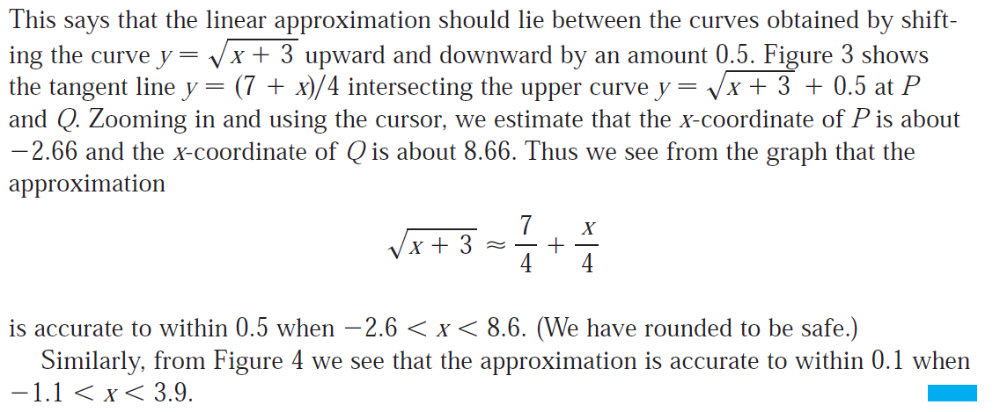 This says that the linear approximation should lie between the curves obtained by shift-
ing the curve y = √(x + 3) upward and downward by an amount 0.5. Figure 3 shows
the tangent line y = (7 + x)/4 intersecting the upper curve y = √(x + 3) + 0.5 at P
and Q. Zooming in and using the cursor, we estimate that the x-coordinate of P is about
−2.66 and the x-coordinate of Q is about 8.66. Thus we see from the graph that the
approximation
√(x + 3) ≈ 7/4 + x/4
is accurate to within 0.5 when −2.6 < x < 8.6. (We have rounded to be safe.)
Similarly, from Figure 4 we see that the approximation is accurate to within 0.1 when
−1.1 < x < 3.9.